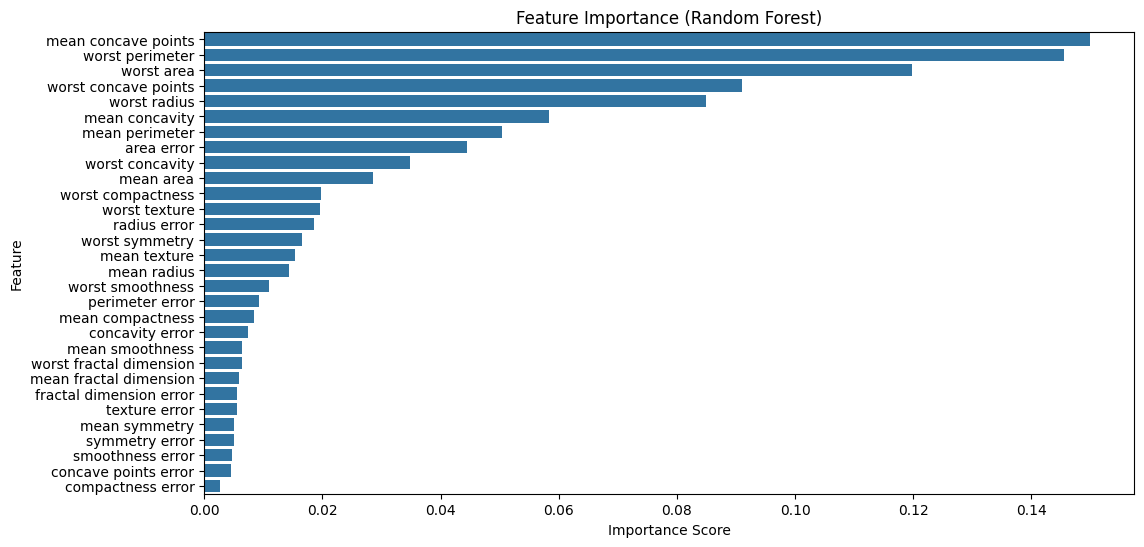 Feature Importance (Random Forest)
Feature
mean concave points
worst perimeter
worst area
worst concave points
worst radius
mean concavity
mean perimeter
area error
worst concavity
mean area
worst compactness
worst texture
radius error
worst symmetry
mean texture
mean radius
worst smoothness
perimeter error
mean compactness
concavity error
mean smoothness
worst fractal dimension
mean fractal dimension
fractal dimension error
texture error
mean symmetry
symmetry error
smoothness error
concave points error
compactness error
0.00 0.02 0.04 0.06 0.08 0.10 0.12 0.14
Importance Score